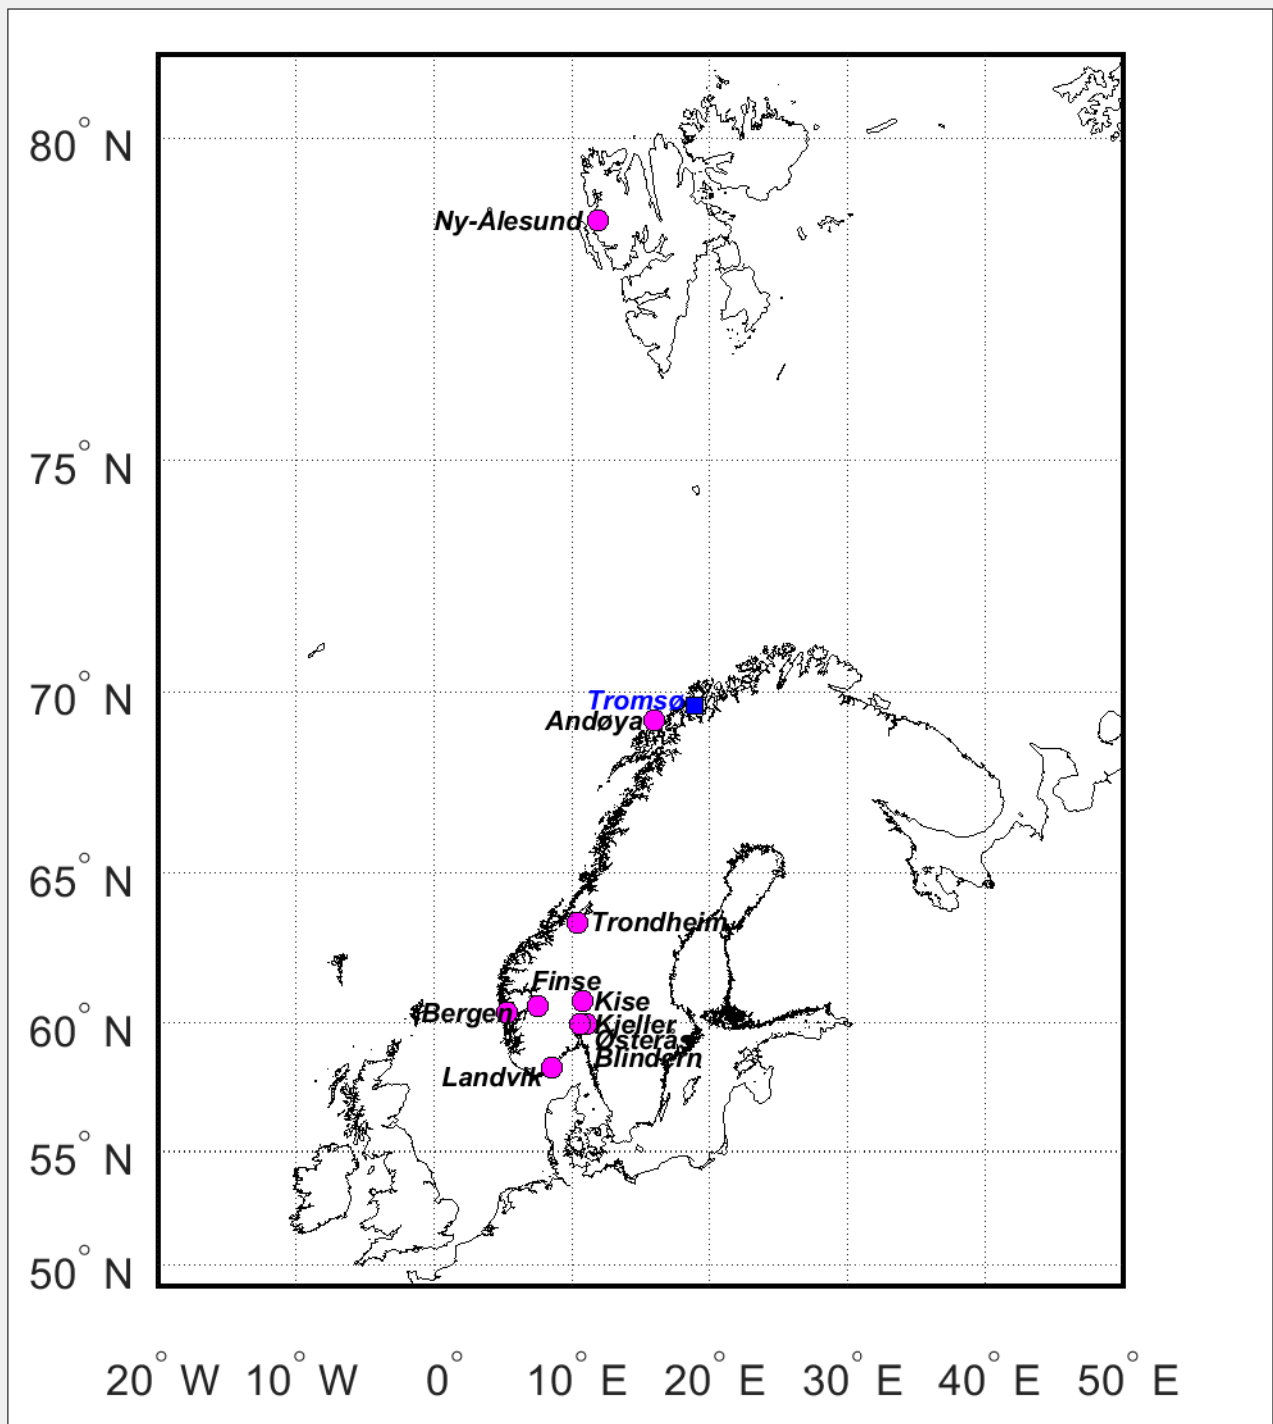 80° N
Ny-Ålesund
75° N
70° N
Tromsø
Andøya
65° N
Trondheim
Finse
Kise
Bergen
60° N
Kjeller
Østerås
Blindern
Landvik
55° N
50° N
20° W 10° W 0° 10° E 20° E 30° E 40° E 50° E